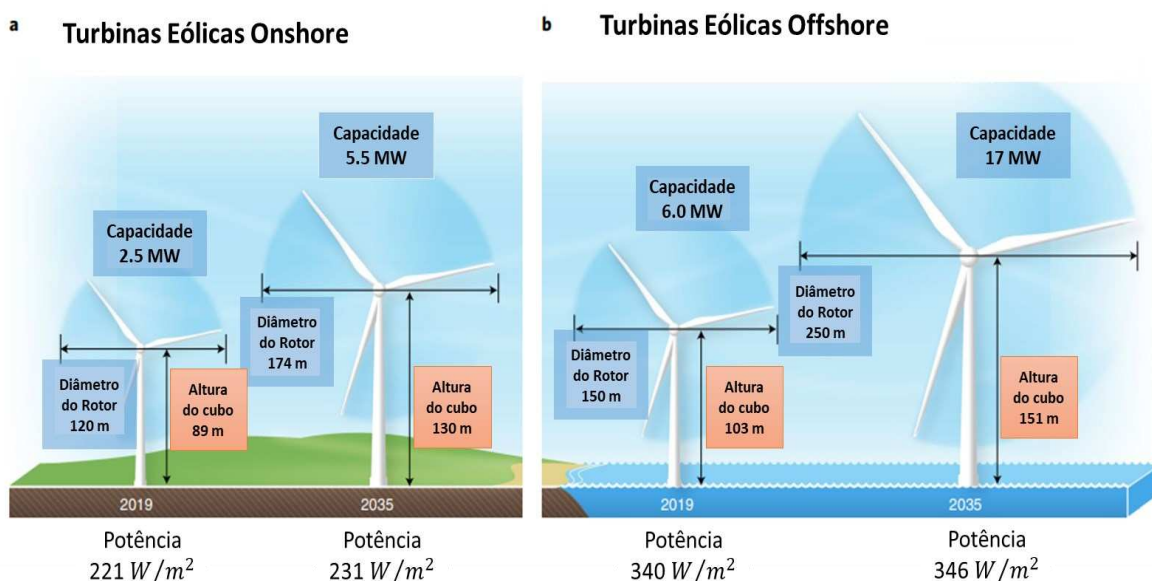 a
Turbinas Eólicas Onshore
Capacidade
2.5 MW
Diâmetro
do Rotor
120 m
Altura
do cubo
89 m
2019
Potência
221 W/m²
Capacidade
5.5 MW
Diâmetro
do Rotor
174 m
Altura
do cubo
130 m
2035
Potência
231 W/m²
b
Turbinas Eólicas Offshore
Capacidade
6.0 MW
Diâmetro
do Rotor
150 m
Altura
do cubo
103 m
2019
Potência
340 W/m²
Capacidade
17 MW
Diâmetro
do Rotor
250 m
Altura
do cubo
151 m
2035
Potência
346 W/m²